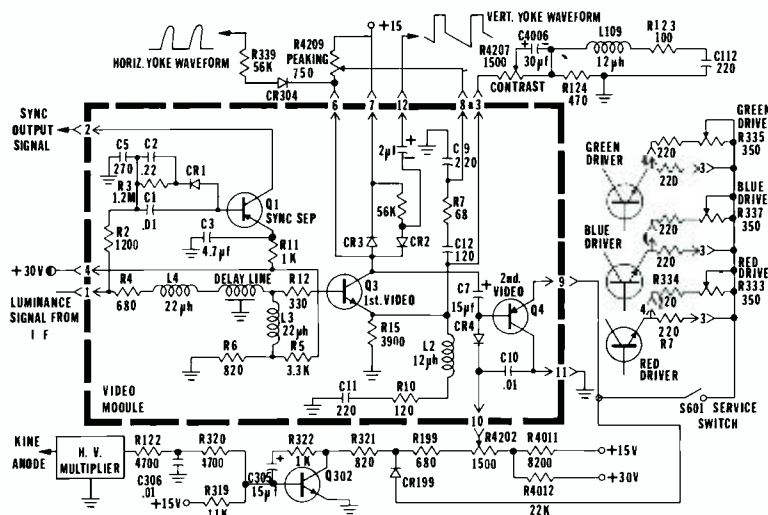 HORIZ. YOKE WAVEFORM
R339
56K
R4209
PEAKING
750
CR304
+15
VERT. YOKE WAVEFORM
R4207
1500
C4006
30µf
CONTRAST
L109
12µh
R123
100
R124
470
C112
220
SYNC
OUTPUT
SIGNAL
2
6
7
12
8
3
C5
270
C2
.22
CR1
R3
1.2M
C1
.01
Q1
SYNC SEP
R2
1200
C3
4.7µf
R11
1K
2µf
56K
CR3
CR2
C9
220
R7
68
C12
120
+30V
4
1
LUMINANCE
SIGNAL FROM
I F
R4
680
L4
22µh
DELAY LINE
R12
330
L3
22µh
R6
820
R5
3.3K
Q3
1st. VIDEO
R15
3900
C7
15µf
2nd.
VIDEO
Q4
CR4
L2
12µh
C10
.01
C11
220
R10
120
9
11
10
VIDEO
MODULE
GREEN
DRIVE
R335
350
220
220
3
GREEN
DRIVER
BLUE
DRIVE
R337
350
220
220
3
BLUE
DRIVER
RED
DRIVE
R333
350
R334
220
R7
4
3
RED
DRIVER
S601 SERVICE
SWITCH
KINE
ANODE
H. V.
MULTIPLIER
R122
4700
C306
.01
R320
4700
+15V
R319
11K
C305
15µf
R322
1K
Q302
R321
820
R199
680
CR199
R4202
1500
R4011
8200
+15V
R4012
22K
+30V